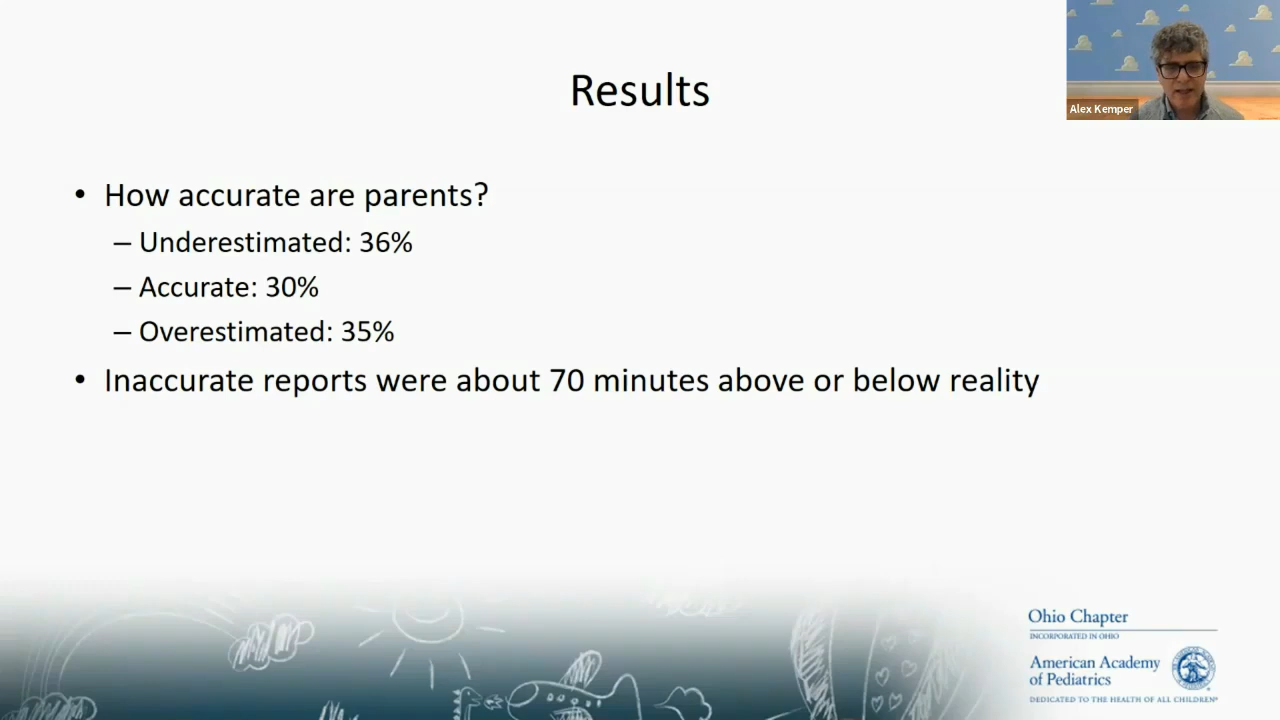 Results
Alex Kemper
• How accurate are parents?
– Underestimated: 36%
– Accurate: 30%
– Overestimated: 35%
• Inaccurate reports were about 70 minutes above or below reality
Ohio Chapter
INCORPORATED IN OHIO
American Academy
of Pediatrics
DEDICATED TO THE HEALTH OF ALL CHILDREN®